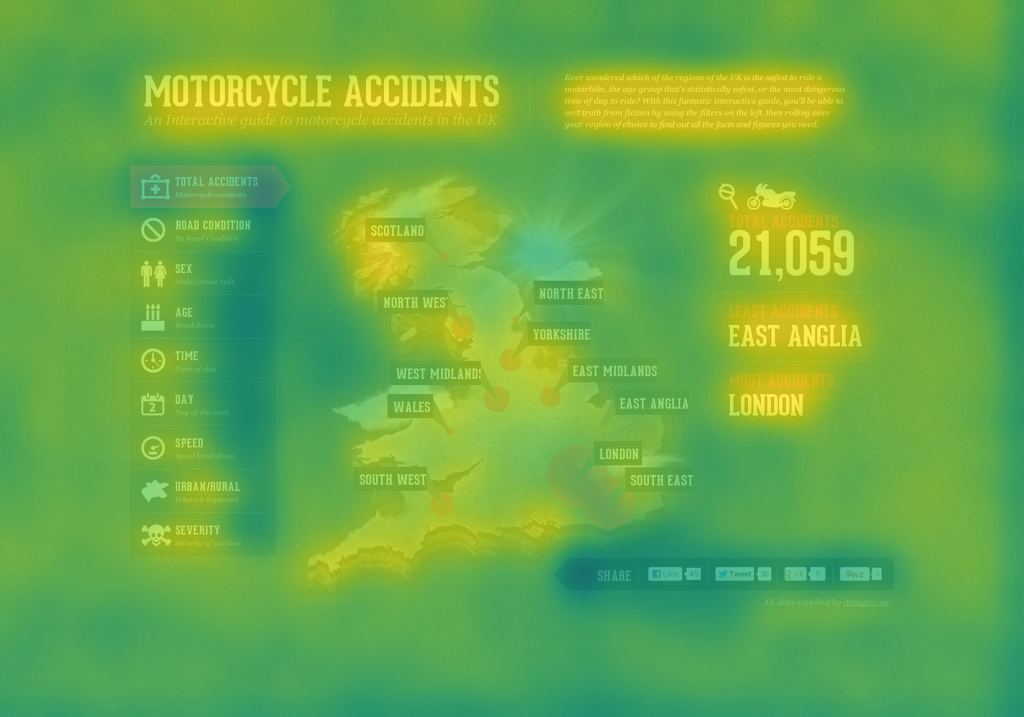 MOTORCYCLE ACCIDENTS
An Interactive guide to motorcycle accidents in the UK
Ever wondered which of the regions of the UK is the safest to ride a
motorbike, the age group that's statistically safest, or the most dangerous
time of day to ride? With this fantastic interactive guide, you'll be able to
sort truth from fiction by using the filters on the left, then rolling over
your region of choice to find out all the facts and figures you need.
TOTAL ACCIDENTS
Motorcycle accidents
ROAD CONDITION
By Road Condition
SEX
Male/female split
AGE
Breakdown
TIME
Time of day
DAY
Day of the week
2
SPEED
Speed breakdown
URBAN/RURAL
Where it happened
SEVERITY
Severity of accident
SCOTLAND
NORTH WES
NORTH EAST
YORKSHIRE
WEST MIDLANDS
EAST MIDLANDS
WALES
EAST ANGLIA
LONDON
SOUTH WEST
SOUTH EAST
TOTAL ACCIDENTS
21,059
LEAST ACCIDENTS
EAST ANGLIA
MOST ACCIDENTS
LONDON
SHARE
Like 45
Tweet 30
+1 5
Pin it
All data supplied by data.gov.uk